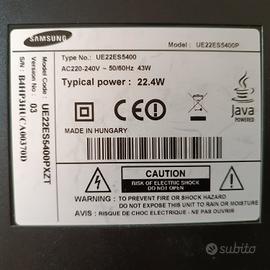 SAMSUNG
Model : UE22ES5400P
Type No.: UE22ES5400
AC220-240V ~ 50/60Hz 43W
Typical power : 22.4W
Model Code : UE22ES5400PXZT
Version No : 03
MADE IN HUNGARY
Java
POWERED
CAUTION
RISK OF ELECTRIC SHOCK
DO NOT OPEN
WARNING : TO PREVENT FIRE OR SHOCK HAZARD
DO NOT EXPOSE TO RAIN OR MOISTURE
AVIS : RISQUE DE CHOC ELECTRIQUE - NE PAS OUVRIR
subito